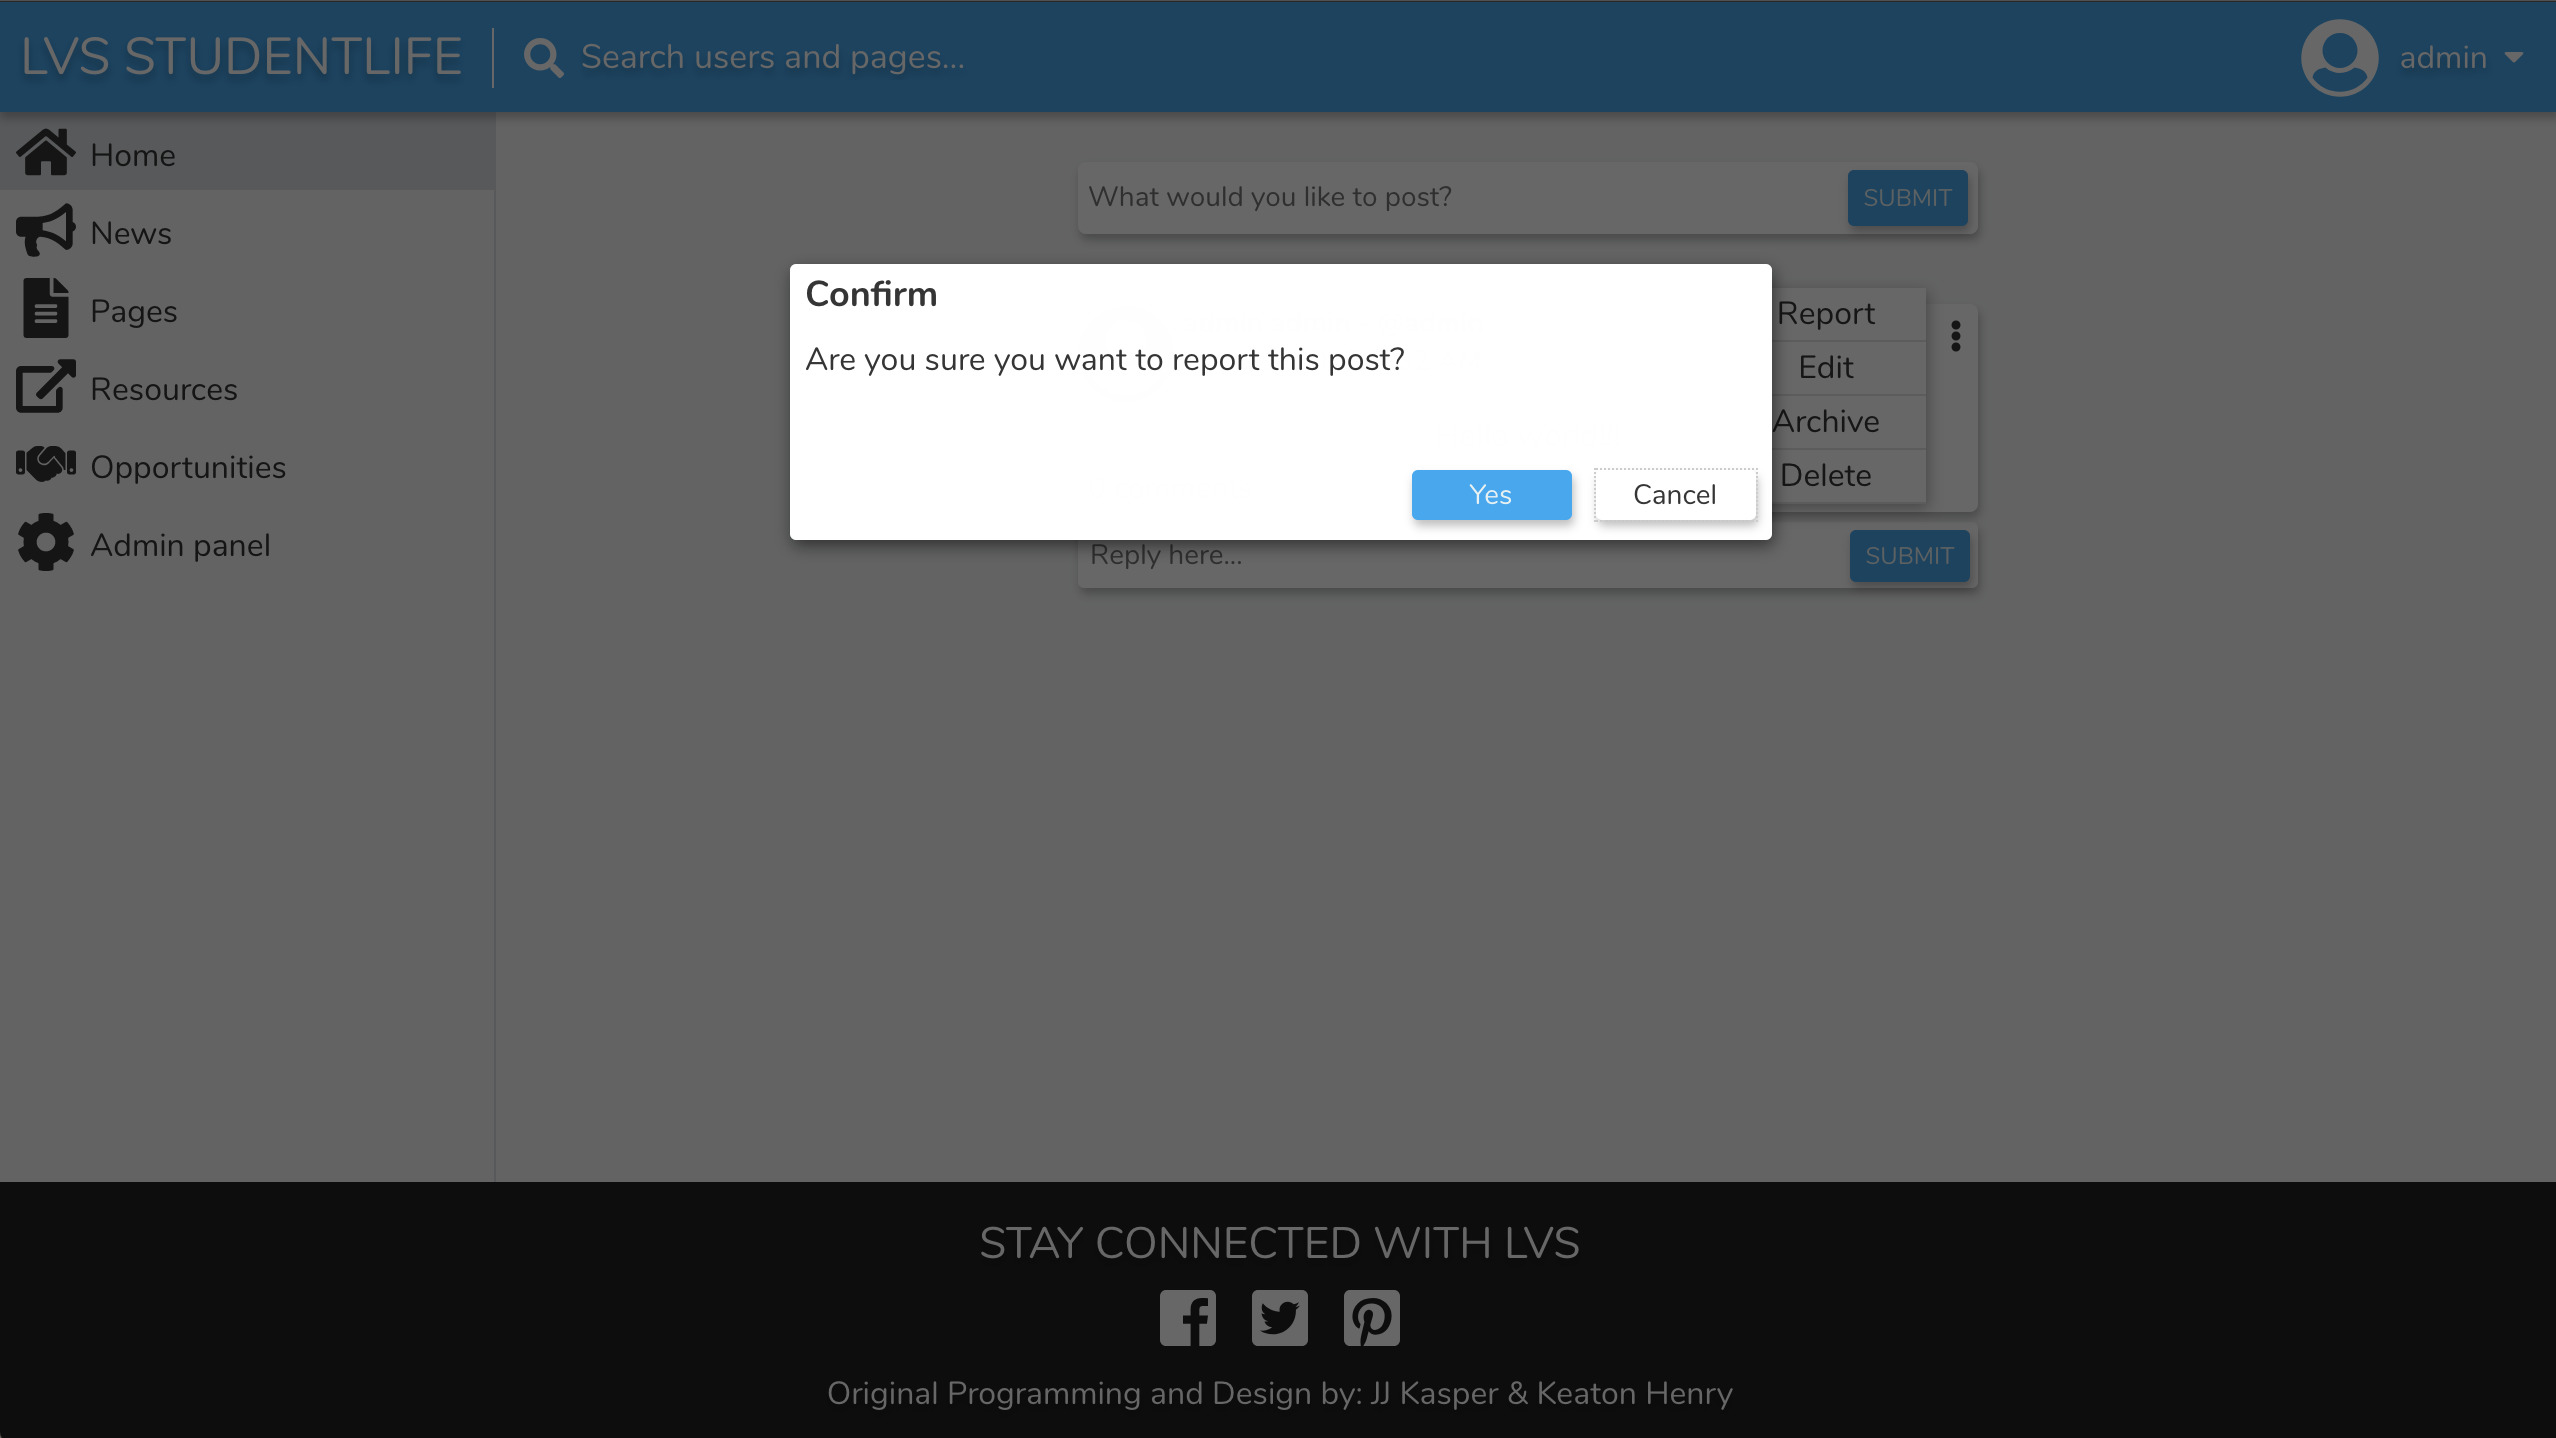 LVS STUDENTLIFE
Search users and pages...
admin
Home
News
Pages
Resources
Opportunities
Admin panel
What would you like to post?
SUBMIT
Confirm
Are you sure you want to report this post?
Yes
Cancel
Report
Edit
Archive
Delete
Reply here...
SUBMIT
STAY CONNECTED WITH LVS
Original Programming and Design by: JJ Kasper & Keaton Henry